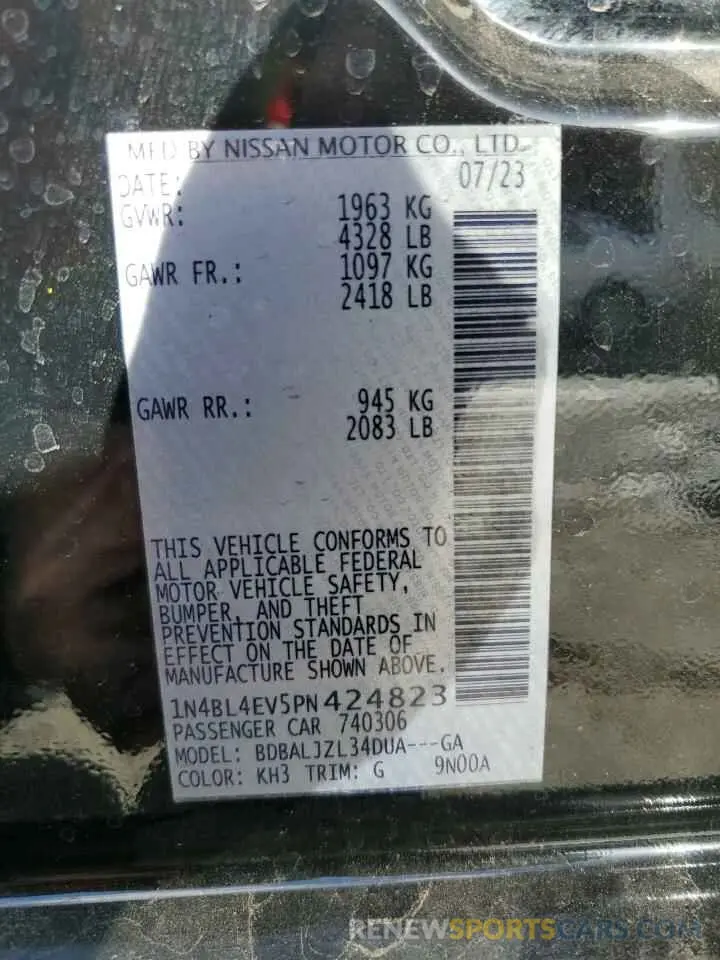 MFD BY NISSAN MOTOR CO., LTD.
DATE: 07/23
GVWR: 1963 KG
4328 LB
GAWR FR.: 1097 KG
2418 LB
GAWR RR.: 945 KG
2083 LB
THIS VEHICLE CONFORMS TO
ALL APPLICABLE FEDERAL
MOTOR VEHICLE SAFETY,
BUMPER, AND THEFT
PREVENTION STANDARDS IN
EFFECT ON THE DATE OF
MANUFACTURE SHOWN ABOVE.
1N4BL4EV5PN424823
PASSENGER CAR 740306
MODEL: BDBALJZL34DUA---GA
COLOR: KH3 TRIM: G 9N00A
RENEWSPORTSCARS.COM